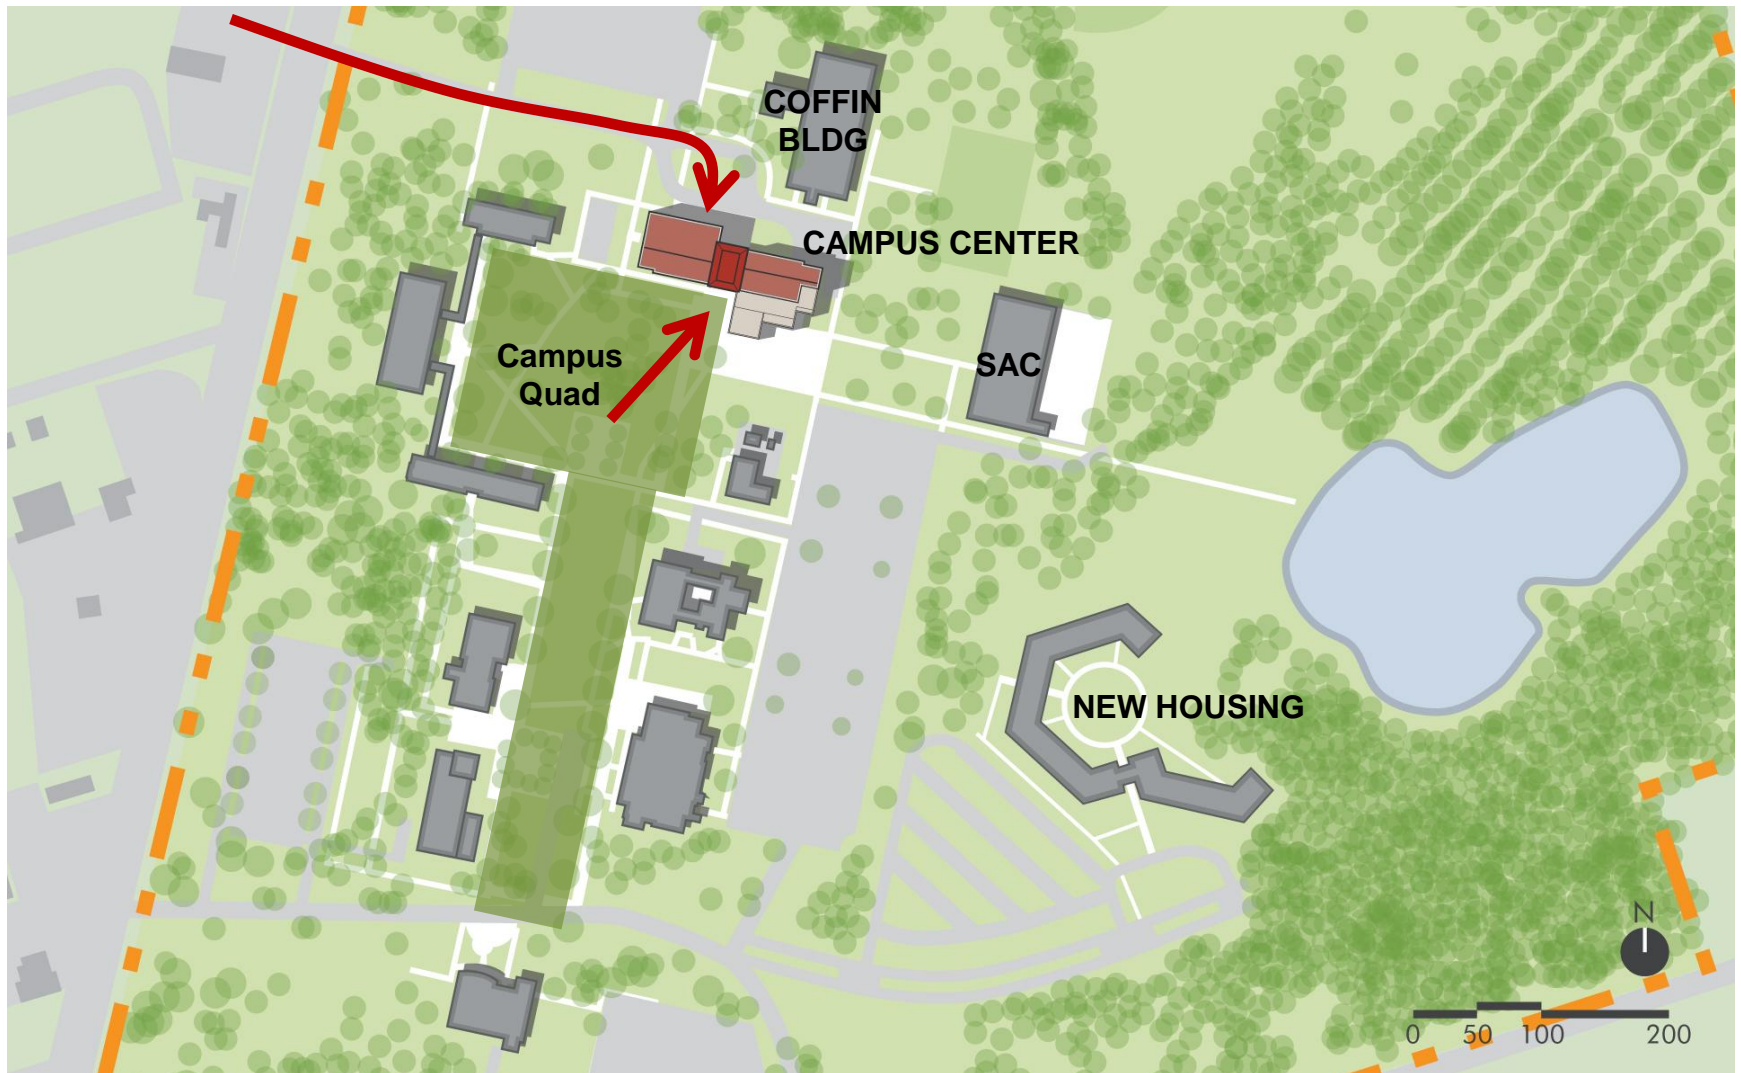 COFFIN
BLDG
CAMPUS CENTER
Campus
Quad
SAC
NEW HOUSING
N
0 50 100 200